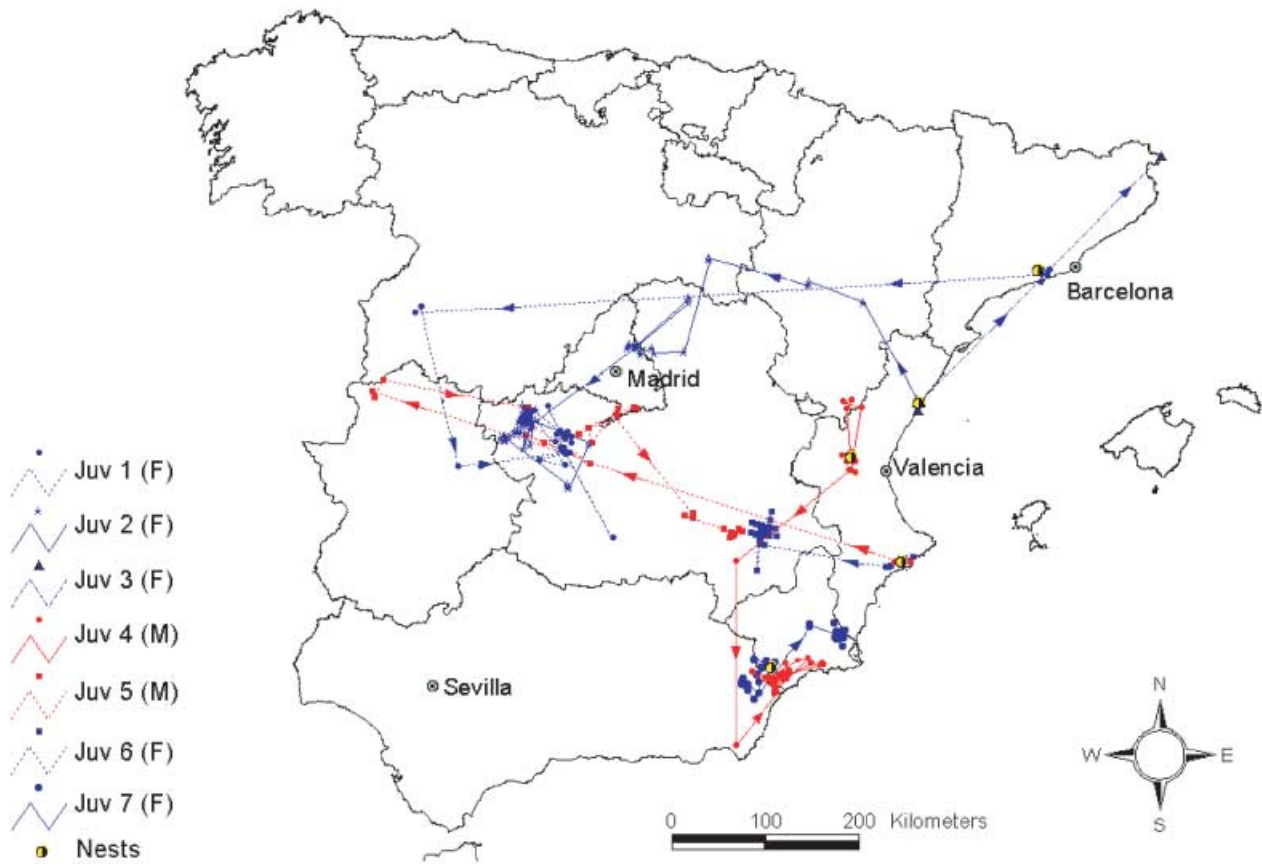 Barcelona
Madrid
Valencia
Sevilla
Juv 1 (F)
Juv 2 (F)
Juv 3 (F)
Juv 4 (M)
Juv 5 (M)
Juv 6 (F)
Juv 7 (F)
Nests
N
W E
S
0 100 200 Kilometers